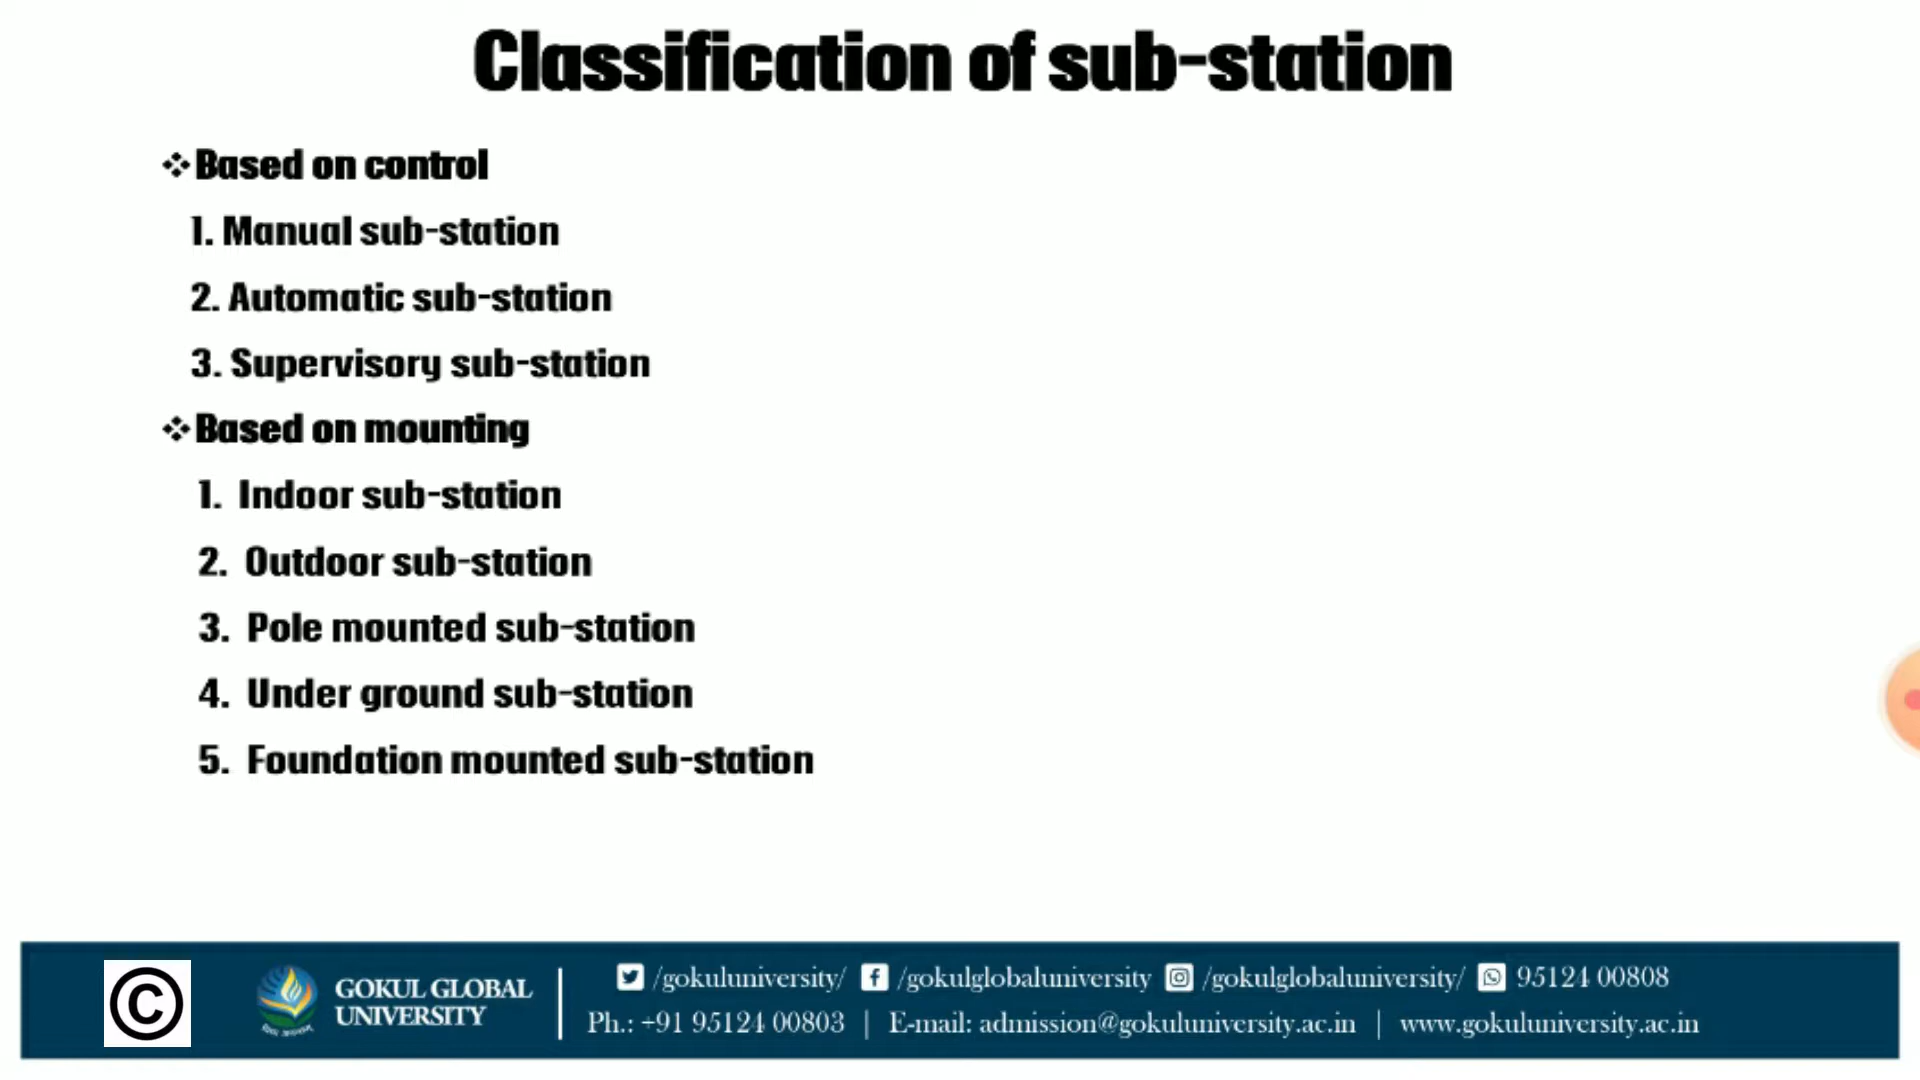 Classification of sub-station
❖Based on control
1. Manual sub-station
2. Automatic sub-station
3. Supervisory sub-station
❖Based on mounting
1. Indoor sub-station
2. Outdoor sub-station
3. Pole mounted sub-station
4. Under ground sub-station
5. Foundation mounted sub-station
©
GOKUL GLOBAL
UNIVERSITY
/gokuluniversity/ /gokulglobaluniversity /gokulglobaluniversity/ 95124 00808
Ph.: +91 95124 00803 | E-mail: admission@gokuluniversity.ac.in | www.gokuluniversity.ac.in